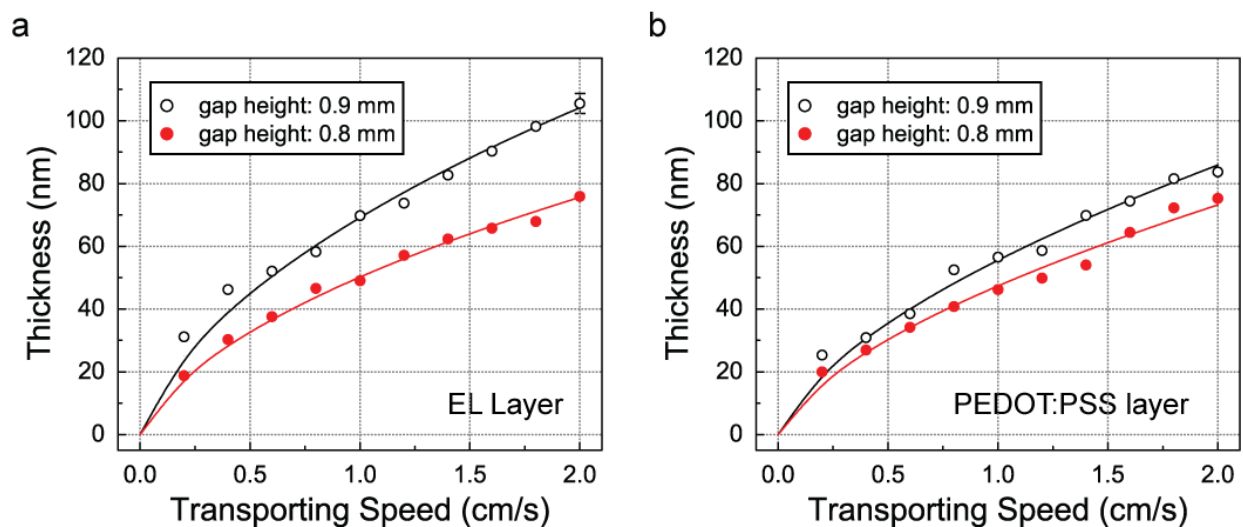 a
120
100
80
60
40
20
0
Thickness (nm)
gap height: 0.9 mm
gap height: 0.8 mm
EL Layer
0.0 0.5 1.0 1.5 2.0
Transporting Speed (cm/s)
b
120
100
80
60
40
20
0
Thickness (nm)
gap height: 0.9 mm
gap height: 0.8 mm
PEDOT:PSS layer
0.0 0.5 1.0 1.5 2.0
Transporting Speed (cm/s)